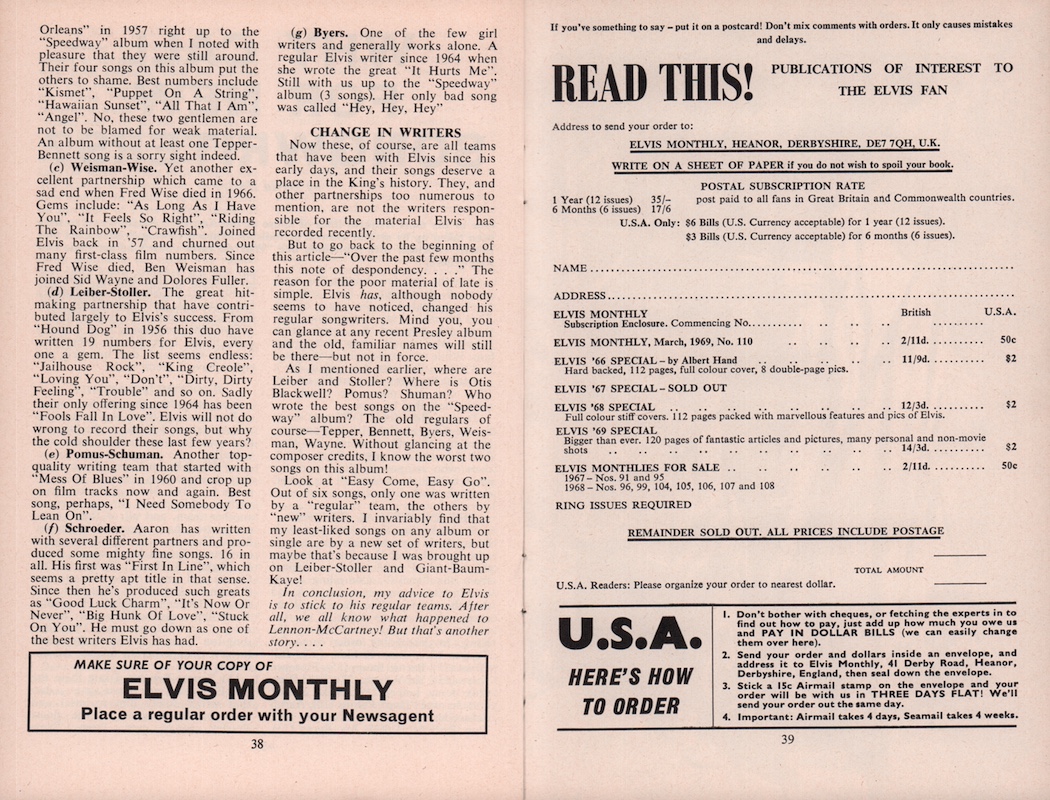 Orleans" in 1957 right up to the
"Speedway" album when I noted with
pleasure that they were still around.
Their four songs on this album put the
others to shame. Best numbers include
"Kismet", "Puppet On A String",
"Hawaiian Sunset", "All That I Am",
"Angel". No, these two gentlemen are
not to be blamed for weak material.
An album without at least one Tepper-
Bennett song is a sorry sight indeed.
(c) Weisman-Wise. Yet another ex-
cellent partnership which came to a
sad end when Fred Wise died in 1966.
Gems include: "As Long As I Have
You", "It Feels So Right", "Riding
The Rainbow", "Crawfish". Joined
Elvis back in '57 and churned out
many first-class film numbers. Since
Fred Wise died, Ben Weisman has
joined Sid Wayne and Dolores Fuller.
(d) Leiber-Stoller. The great hit-
making partnership that have contri-
buted largely to Elvis's success. From
"Hound Dog" in 1956 this duo have
written 19 numbers for Elvis, every
one a gem. The list seems endless:
"Jailhouse Rock", "King Creole",
"Loving You", "Don't", "Dirty, Dirty
Feeling", "Trouble" and so on. Sadly
their only offering since 1964 has been
"Fools Fall In Love". Elvis will not do
wrong to record their songs, but why
the cold shoulder these last few years?
(e) Pomus-Schuman. Another top-
quality writing team that started with
"Mess Of Blues" in 1960 and crop up
on film tracks now and again. Best
song, perhaps, "I Need Somebody To
Lean On".
(f) Schroeder. Aaron has written
with several different partners and pro-
duced some mighty fine songs. 16 in
all. His first was "First In Line", which
seems a pretty apt title in that sense.
Since then he's produced such greats
as "Good Luck Charm", "It's Now Or
Never", "Big Hunk Of Love", "Stuck
On You". He must go down as one of
the best writers Elvis has had.
(g) Byers. One of the few girl
writers and generally works alone. A
regular Elvis writer since 1964 when
she wrote the great "It Hurts Me".
Still with us up to the "Speedway"
album (3 songs). Her only bad song
was called "Hey, Hey, Hey"
CHANGE IN WRITERS
Now these, of course, are all teams
that have been with Elvis since his
early days, and their songs deserve a
place in the King's history. They, and
other partnerships too numerous to
mention, are not the writers respon-
sible for the material Elvis has
recorded recently.
But to go back to the beginning of
this article—"Over the past few months
this note of despondency. . . ." The
reason for the poor material of late is
simple. Elvis has, although nobody
seems to have noticed, changed his
regular songwriters. Mind you, you
can glance at any recent Presley album
and the old, familiar names will still
be there—but not in force.
As I mentioned earlier, where are
Leiber and Stoller? Where is Otis
Blackwell? Pomus? Shuman? Who
wrote the best songs on the "Speed-
way" album? The old regulars of
course—Tepper, Bennett, Byers, Weis-
man, Wayne. Without glancing at the
composer credits, I know the worst two
songs on this album!
Look at "Easy Come, Easy Go".
Out of six songs, only one was written
by a "regular" team, the others by
"new" writers. I invariably find that
my least-liked songs on any album or
single are by a new set of writers, but
maybe that's because I was brought up
on Leiber-Stoller and Giant-Baum-
Kaye!
In conclusion, my advice to Elvis
is to stick to his regular teams. After
all, we all know what happened to
Lennon-McCartney! But that's another
story. . . .
MAKE SURE OF YOUR COPY OF
ELVIS MONTHLY
Place a regular order with your Newsagent
38
If you've something to say – put it on a postcard! Don't mix comments with orders. It only causes mistakes
and delays.
READ THIS! PUBLICATIONS OF INTEREST TO
THE ELVIS FAN
Address to send your order to:
ELVIS MONTHLY, HEANOR, DERBYSHIRE, DE7 7QH, U.K.
WRITE ON A SHEET OF PAPER if you do not wish to spoil your book.
POSTAL SUBSCRIPTION RATE
1 Year (12 issues) 35/– post paid to all fans in Great Britain and Commonwealth countries.
6 Months (6 issues) 17/6
U.S.A. Only: $6 Bills (U.S. Currency acceptable) for 1 year (12 issues).
$3 Bills (U.S. Currency acceptable) for 6 months (6 issues).
NAME ..........
ADDRESS..........
ELVIS MONTHLY British U.S.A.
Subscription Enclosure. Commencing No.......... .. .. .. ..........
ELVIS MONTHLY, March, 1969, No. 110 .. .. .. .. 2/11d. .......... 50c
ELVIS '66 SPECIAL – by Albert Hand .. .. .. .. 11/9d. .......... $2
Hard backed, 112 pages, full colour cover, 8 double-page pics.
ELVIS '67 SPECIAL – SOLD OUT
ELVIS '68 SPECIAL .. .. .. .. .. .. 12/3d. .......... $2
Full colour stiff covers. 112 pages packed with marvellous features and pics of Elvis.
ELVIS '69 SPECIAL
Bigger than ever. 120 pages of fantastic articles and pictures, many personal and non-movie
shots .. .. .. .. .. .. .. .. 14/3d. .......... $2
ELVIS MONTHLIES FOR SALE .. .. .. .. .. 2/11d. .......... 50c
1967 – Nos. 91 and 95
1968 – Nos. 96, 99, 104, 105, 106, 107 and 108
RING ISSUES REQUIRED
REMAINDER SOLD OUT. ALL PRICES INCLUDE POSTAGE
TOTAL AMOUNT
U.S.A. Readers: Please organize your order to nearest dollar.
U.S.A.
HERE'S HOW
TO ORDER
1. Don't bother with cheques, or fetching the experts in to
find out how to pay, just add up how much you owe us
and PAY IN DOLLAR BILLS (we can easily change
them over here).
2. Send your order and dollars inside an envelope, and
address it to Elvis Monthly, 41 Derby Road, Heanor,
Derbyshire, England, then seal down the envelope.
3. Stick a 15c Airmail stamp on the envelope and your
order will be with us in THREE DAYS FLAT! We'll
send your order out the same day.
4. Important: Airmail takes 4 days, Seamail takes 4 weeks.
39